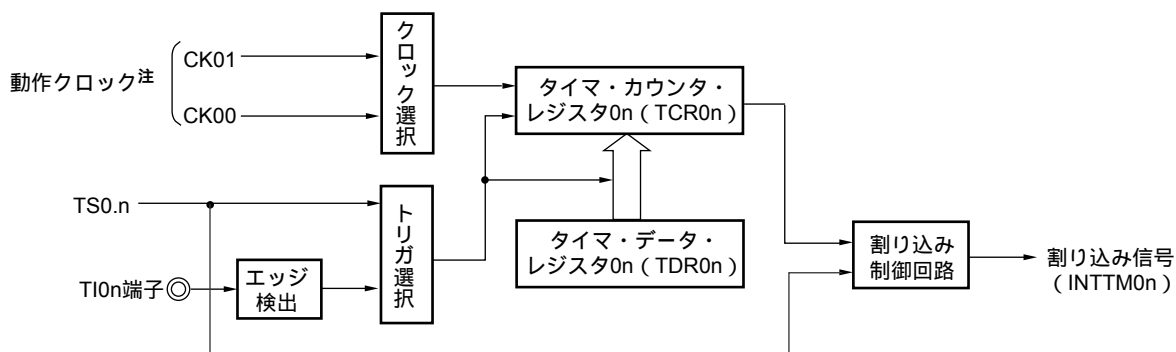 動作クロック注
CK01
CK00
クロック選択
タイマ・カウンタ・
レジスタ0n（TCR0n）
TS0.n
TI0n端子
エッジ
検出
トリガ選択
タイマ・データ・
レジスタ0n（TDR0n）
割り込み
制御回路
割り込み信号
（INTTM0n）